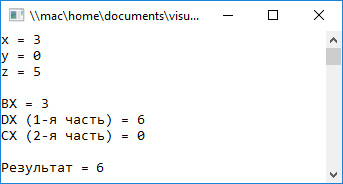 \\mac\home\documents\visu...
x = 3
y = 0
z = 5
BX = 3
DX (1-я часть) = 6
CX (2-я часть) = 0
Результат = 6